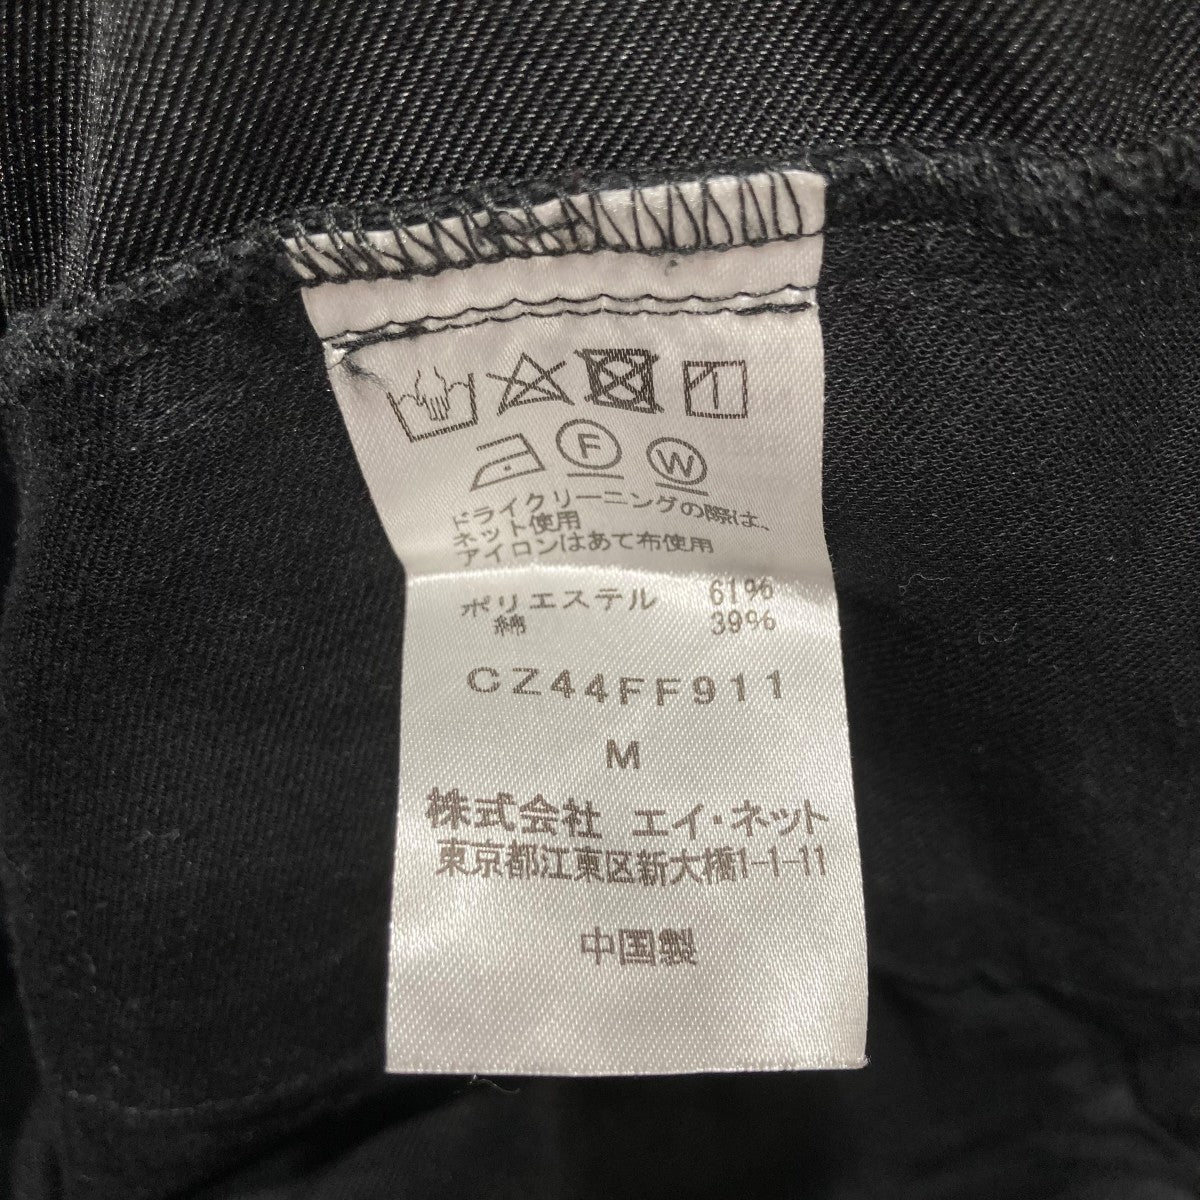 F W
ドライクリーニングの際は、
ネット使用
アイロンはあて布使用
ポリエステル 61%
綿 39%
CZ44FF911
M
株式会社 エイ・ネット
東京都江東区新大橋1-1-11
中国製